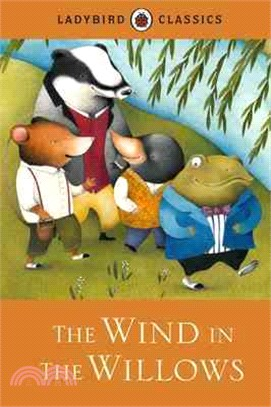 LADYBIRD CLASSICS
THE WIND IN
THE WILLOWS